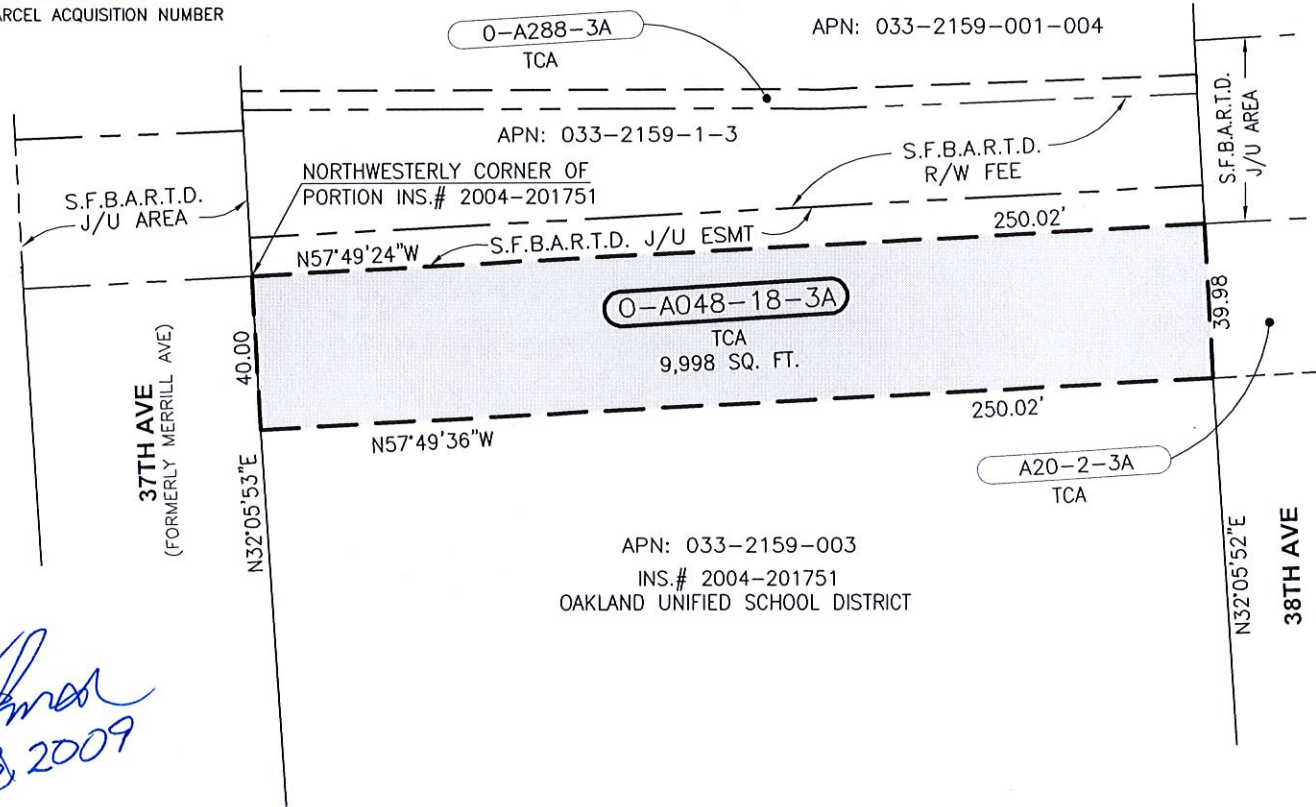 ARCEL ACQUISITION NUMBER
O-A288-3A
TCA
APN: 033-2159-001-004
S.F.B.A.R.T.D.
J/U AREA
APN: 033-2159-1-3
S.F.B.A.R.T.D.
R/W FEE
S.F.B.A.R.T.D.
J/U AREA
NORTHWESTERLY CORNER OF
PORTION INS.# 2004-201751
N57°49'24"W
S.F.B.A.R.T.D. J/U ESMT
250.02'
O-A048-18-3A
TCA
9,998 SQ. FT.
40.00
39.98
37TH AVE
(FORMERLY MERRILL AVE)
N57°49'36"W
250.02'
N32°05'53"E
A20-2-3A
TCA
APN: 033-2159-003
INS.# 2004-201751
OAKLAND UNIFIED SCHOOL DISTRICT
N32°05'52"E
38TH AVE
2009